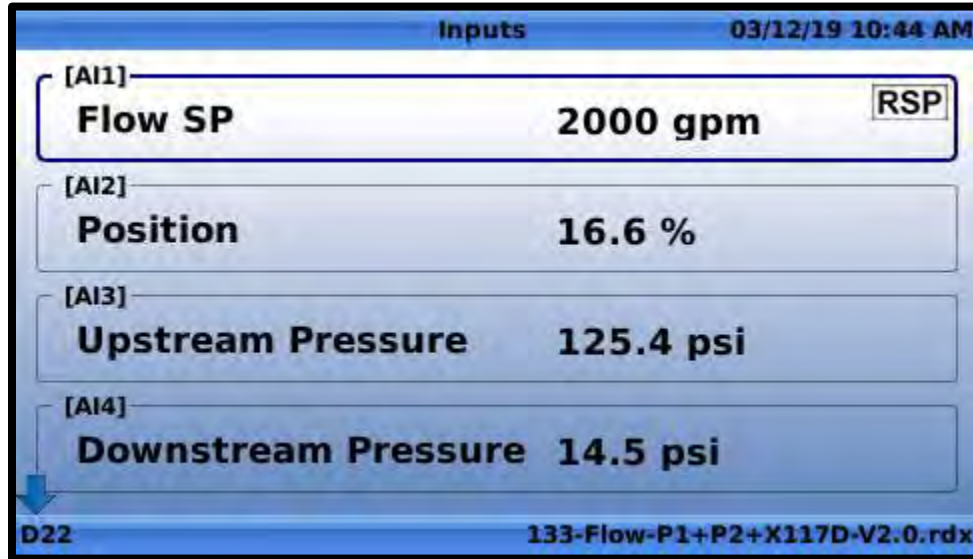 Inputs 03/12/19 10:44 AM
[AI1]
Flow SP 2000 gpm RSP
[AI2]
Position 16.6 %
[AI3]
Upstream Pressure 125.4 psi
[AI4]
Downstream Pressure 14.5 psi
D22 133-Flow-P1+P2+X117D-V2.0.rdx